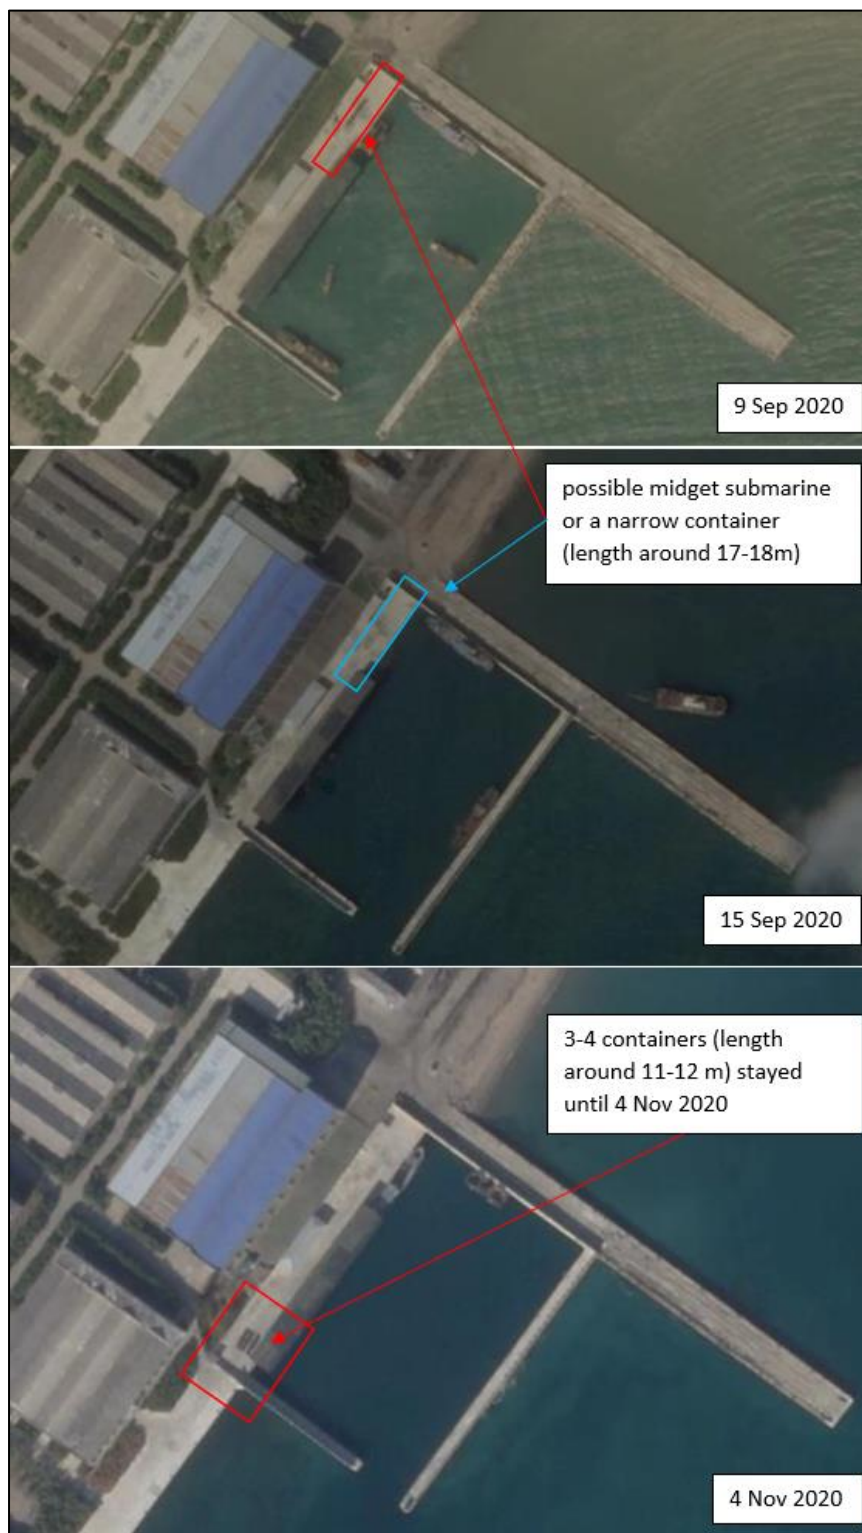 9 Sep 2020
possible midget submarine
or a narrow container
(length around 17-18m)
15 Sep 2020
3-4 containers (length
around 11-12 m) stayed
until 4 Nov 2020
4 Nov 2020